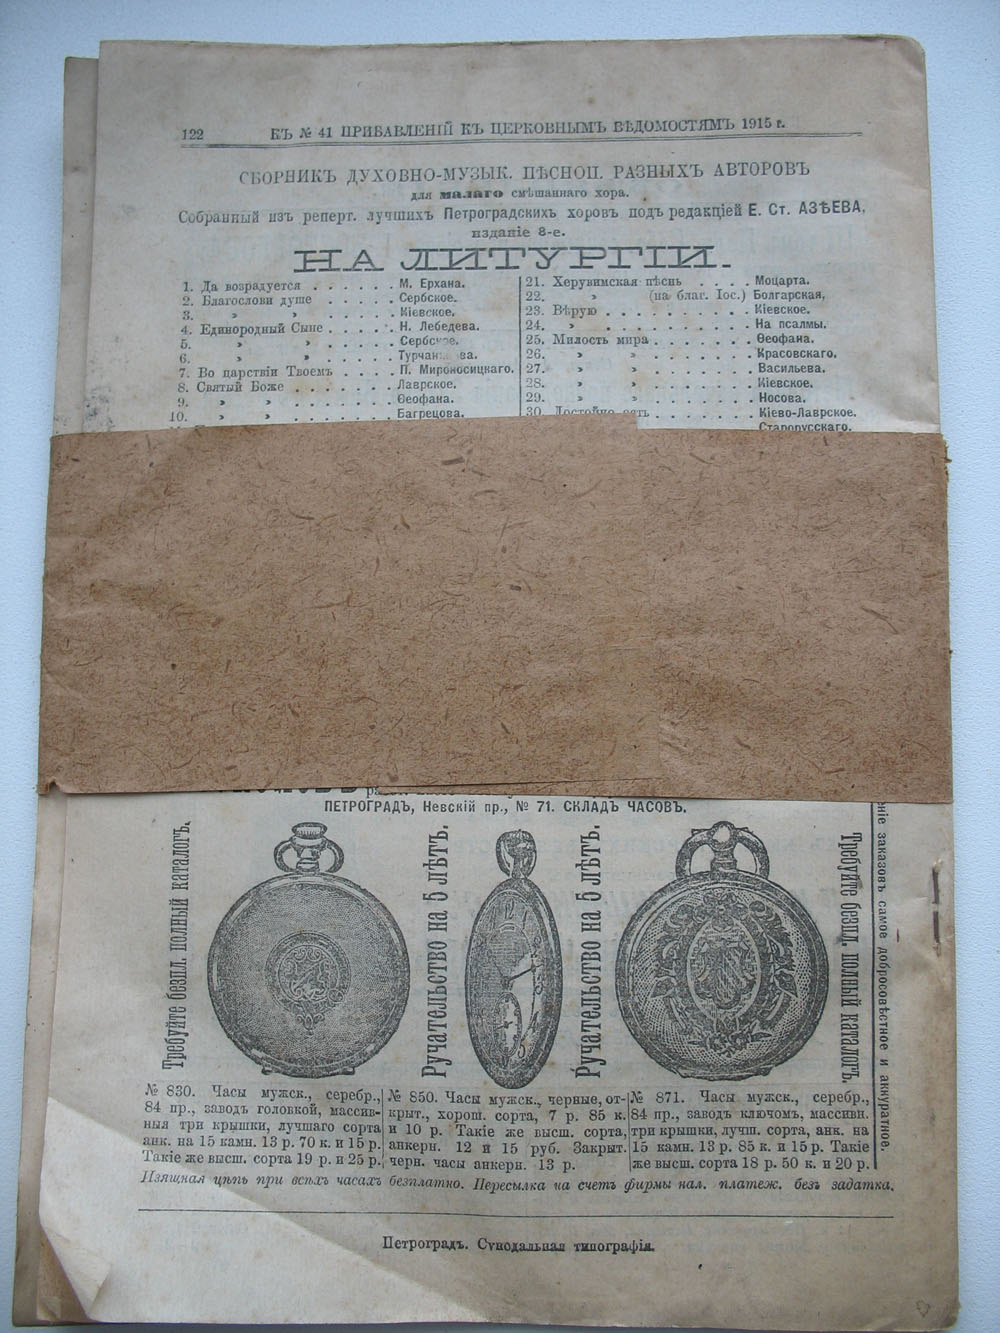 122 КЪ № 41 ПРИБАВЛЕНІЙ КЪ ЦЕРКОВНЫМЪ ВѢДОМОСТЯМЪ 1915 г.
СБОРНИКЪ ДУХОВНО-МУЗЫК. ПѢСНОП. РАЗНЫХЪ АВТОРОВЪ
для малаго смѣшаннаго хора.
Собранный изъ реперт. лучшихъ Петроградскихъ хоровъ подъ редакціей Е. Ст. АЗѢЕВА,
изданіе 8-е.
НА ЛИТУРГІИ.
1. Да возрадуется . . . . . . М. Ерхана.
2. Благослови душе . . . . . Сербское.
3. » » . . . . . Кіевское.
4. Единородный Сыне . . . . . Н. Лебедева.
5. » » . . . . . Сербское.
6. » » . . . . .
7. Во царствіи Твоемъ . . . . П. Мироносицкаго.
8. Святый Боже . . . . . . . Лаврское.
9. » » . . . . . . . Ѳеофана.
10. » » . . . . . . . Багрецова.
21. Херувимская пѣснь . . . . Моцарта.
22. » (на благ. Іос.) Болгарская,
23. Вѣрую . . . . . . . . . . Кіевское.
24. » . . . . . . . . . . На псалмы.
25. Милость мира . . . . . . . Ѳеофана.
26. » » . . . . . . . Красовскаго.
27. » » . . . . . . . Васильева.
28. » » . . . . . . . Кіевское.
29. » » . . . . . . . Носова.
30. Достойно есть . . . . . . . Кіево-Лаврское.
Старорусскаго.
ПЕТРОГРАДЪ, Невскій пр., № 71. СКЛАДЪ ЧАСОВЪ.
Требуйте безпл. полный каталогъ.
Ручательство на 5 лѣтъ.
Ручательство на 5 лѣтъ.
Требуйте безпл. полный каталогъ.
заказовъ самое добросовѣстное и аккуратное.
№ 830. Часы мужск., серебр.,
84 пр., заводъ головкой, массив-
ныя три крышки, лучшаго сорта
анк. на 15 камн. 13 р. 70 к. и 15 р.
Такіе же высш. сорта 19 р. и 25 р.
№ 850. Часы мужск., черные, от-
крыт., хорош. сорта, 7 р. 85 к.
и 10 р. Такіе же высш. сорта,
анкерн. 12 и 15 руб. Закрыт.
черн. часы анкерн. 13 р.
№ 871. Часы мужск., серебр.,
84 пр., заводъ ключомъ, массивн.
три крышки, лучш. сорта, анк. на
15 камн. 13 р. 85 к. и 15 р. Такіе
же высш. сорта 18 р. 50 к. и 20 р.
Изящная цѣпь при всѣхъ часахъ безплатно. Пересылка на счетъ фирмы нал. платеж. безъ задатка.
Петроградъ. Сѵнодальная типографія.